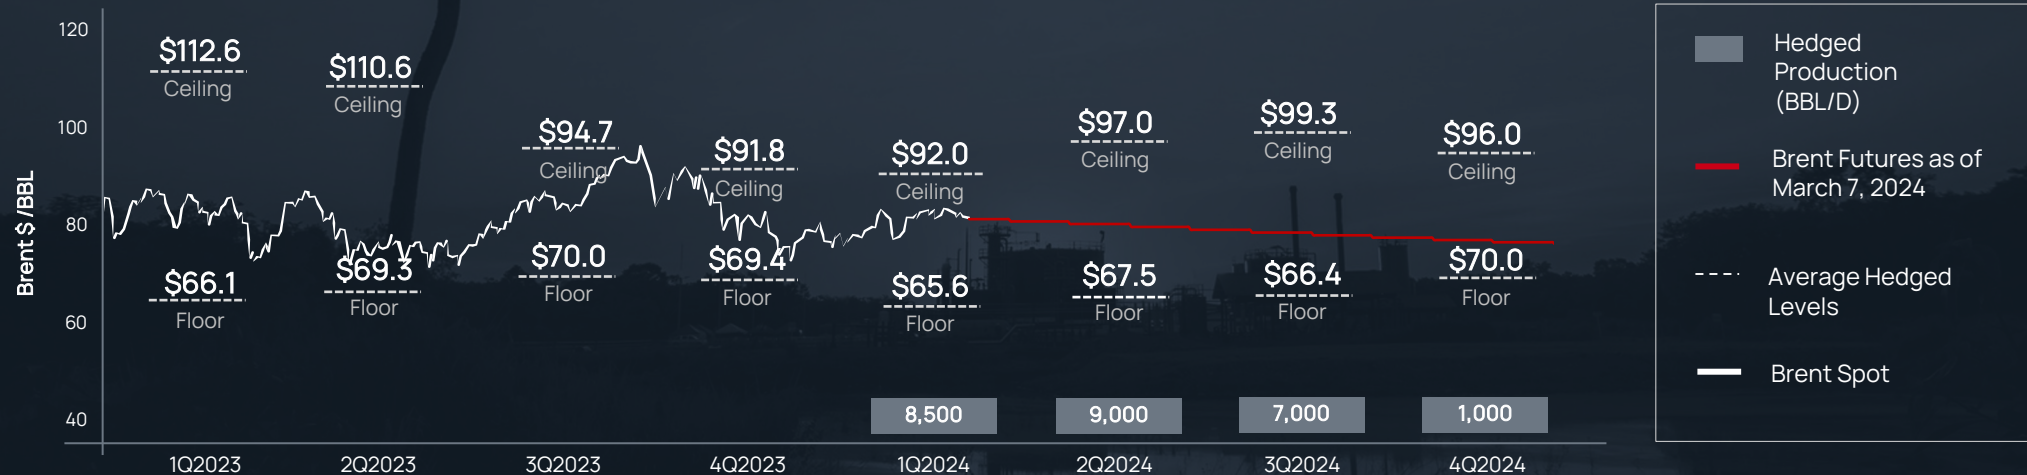 120
100
80
60
40
Brent $ /BBL
$112.6
Ceiling
$110.6
Ceiling
$94.7
Ceiling
$91.8
Ceiling
$92.0
Ceiling
$97.0
Ceiling
$99.3
Ceiling
$96.0
Ceiling
$66.1
Floor
$69.3
Floor
$70.0
Floor
$69.4
Floor
$65.6
Floor
$67.5
Floor
$66.4
Floor
$70.0
Floor
8,500
9,000
7,000
1,000
1Q2023
2Q2023
3Q2023
4Q2023
1Q2024
2Q2024
3Q2024
4Q2024
Hedged
Production
(BBL/D)
Brent Futures as of
March 7, 2024
Average Hedged
Levels
Brent Spot